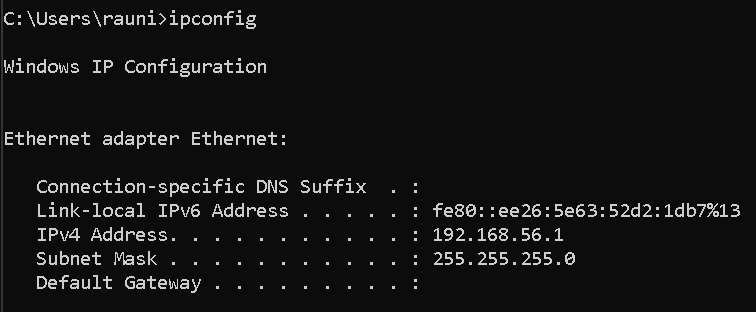 C:\Users\rauni>ipconfig
Windows IP Configuration
Ethernet adapter Ethernet:
Connection-specific DNS Suffix  . :
Link-local IPv6 Address . . . . . : fe80::ee26:5e63:52d2:1db7%13
IPv4 Address. . . . . . . . . . . : 192.168.56.1
Subnet Mask . . . . . . . . . . . : 255.255.255.0
Default Gateway . . . . . . . . . :